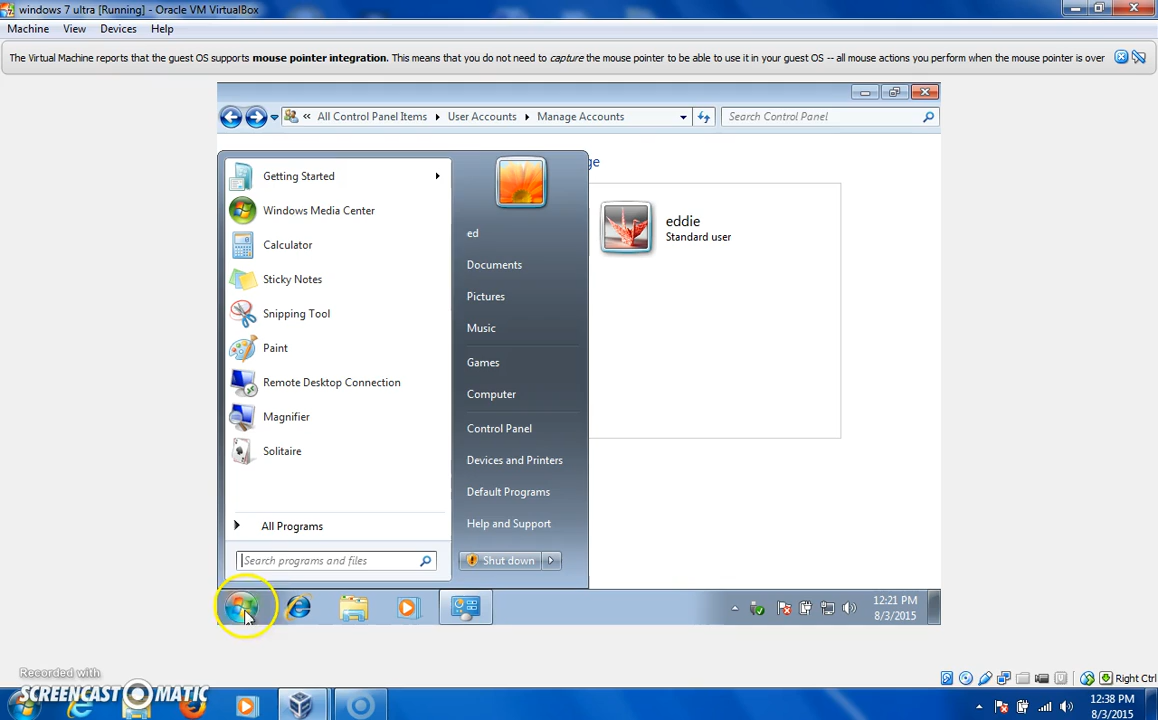 windows 7 ultra [Running] - Oracle VM VirtualBox
Machine View Devices Help
The Virtual Machine reports that the guest OS supports mouse pointer integration. This means that you do not need to capture the mouse pointer to be able to use it in your guest OS -- all mouse actions you perform when the mouse pointer is over
« All Control Panel Items User Accounts Manage Accounts
Search Control Panel
ge
eddie
Standard user
Getting Started
Windows Media Center
Calculator
Sticky Notes
Snipping Tool
Paint
Remote Desktop Connection
Magnifier
Solitaire
All Programs
Search programs and files
ed
Documents
Pictures
Music
Games
Computer
Control Panel
Devices and Printers
Default Programs
Help and Support
Shut down
12:21 PM
8/3/2015
Recorded with
SCREENCAST MATIC
Right Ctrl
12:38 PM
8/3/2015